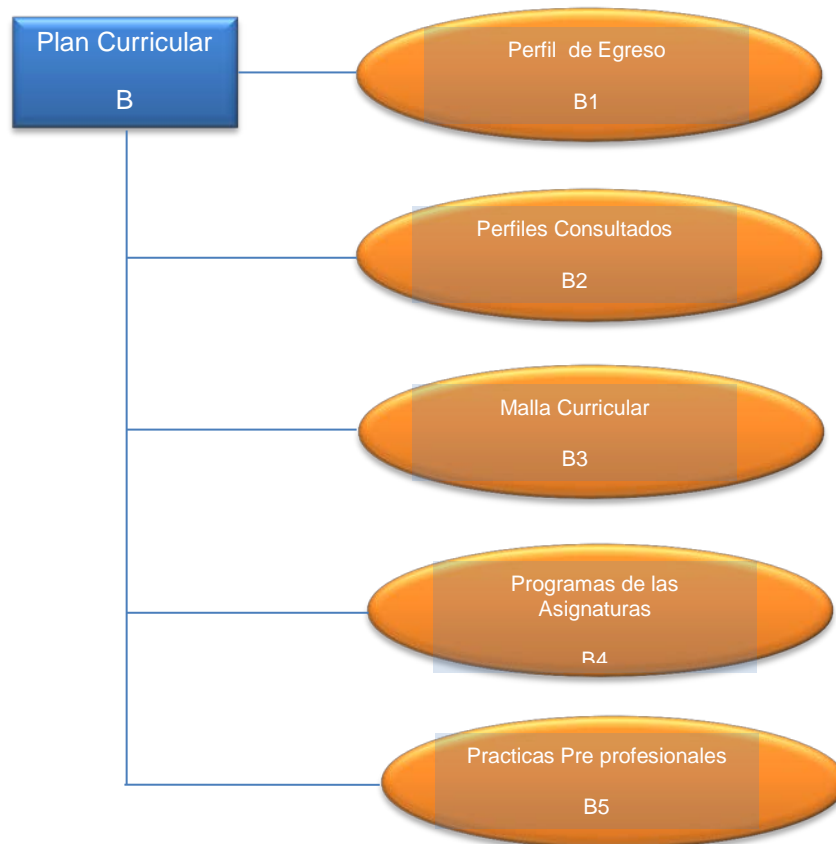 Plan Curricular
B
Perfil de Egreso
B1
Perfiles Consultados
B2
Malla Curricular
B3
Programas de las
Asignaturas
B4
Practicas Pre profesionales
B5